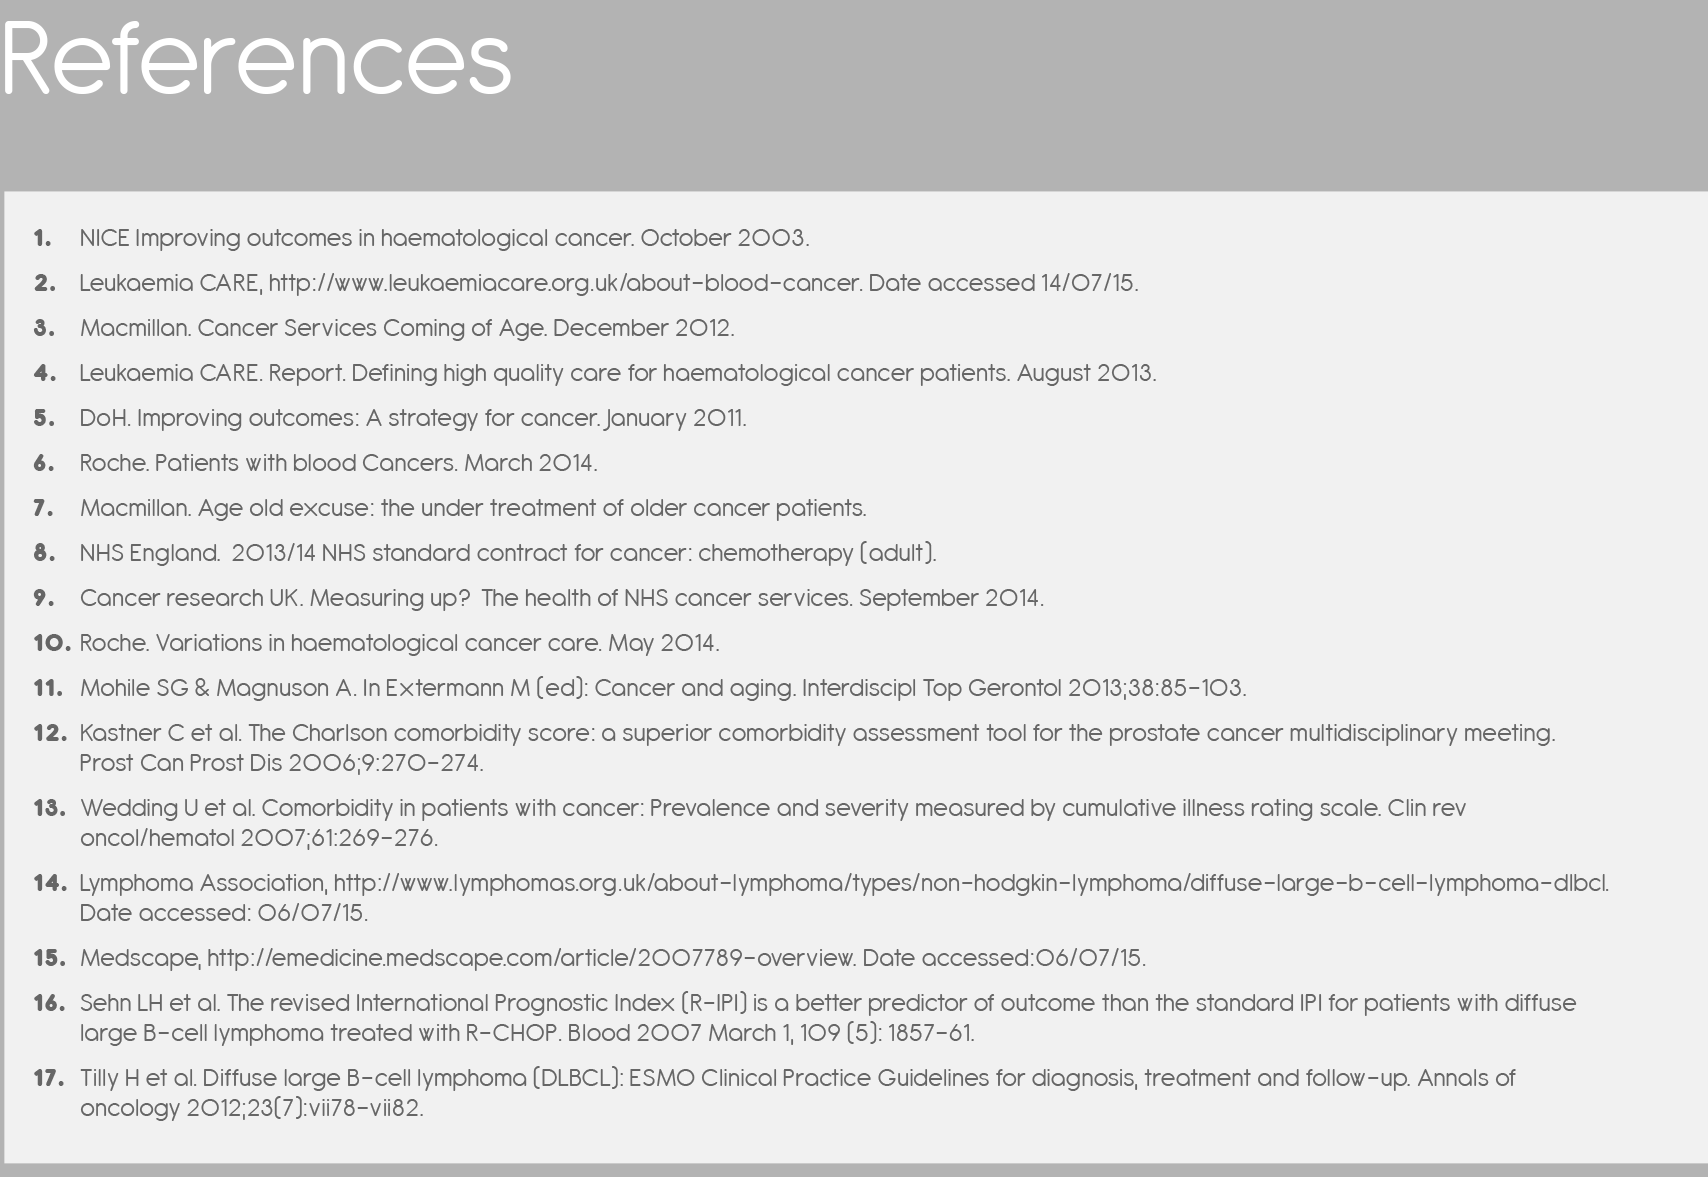 References
1. NICE Improving outcomes in haematological cancer. October 2003.
2. Leukaemia CARE, http://www.leukaemiacare.org.uk/about-blood-cancer. Date accessed 14/07/15.
3. Macmillan. Cancer Services Coming of Age. December 2012.
4. Leukaemia CARE. Report. Defining high quality care for haematological cancer patients. August 2013.
5. DoH. Improving outcomes: A strategy for cancer. January 2011.
6. Roche. Patients with blood Cancers. March 2014.
7. Macmillan. Age old excuse: the under treatment of older cancer patients.
8. NHS England.  2013/14 NHS standard contract for cancer: chemotherapy (adult).
9. Cancer research UK. Measuring up?  The health of NHS cancer services. September 2014.
10. Roche. Variations in haematological cancer care. May 2014.
11. Mohile SG & Magnuson A. In Extermann M (ed): Cancer and aging. Interdiscipl Top Gerontol 2013;38:85-103.
12. Kastner C et al. The Charlson comorbidity score: a superior comorbidity assessment tool for the prostate cancer multidisciplinary meeting.
Prost Can Prost Dis 2006;9:270-274.
13. Wedding U et al. Comorbidity in patients with cancer: Prevalence and severity measured by cumulative illness rating scale. Clin rev
oncol/hematol 2007;61:269-276.
14. Lymphoma Association, http://www.lymphomas.org.uk/about-lymphoma/types/non-hodgkin-lymphoma/diffuse-large-b-cell-lymphoma-dlbcl.
Date accessed: 06/07/15.
15. Medscape, http://emedicine.medscape.com/article/2007789-overview. Date accessed:06/07/15.
16. Sehn LH et al. The revised International Prognostic Index (R-IPI) is a better predictor of outcome than the standard IPI for patients with diffuse
large B-cell lymphoma treated with R-CHOP. Blood 2007 March 1, 109 (5): 1857-61.
17. Tilly H et al. Diffuse large B-cell lymphoma (DLBCL): ESMO Clinical Practice Guidelines for diagnosis, treatment and follow-up. Annals of
oncology 2012;23(7):vii78-vii82.